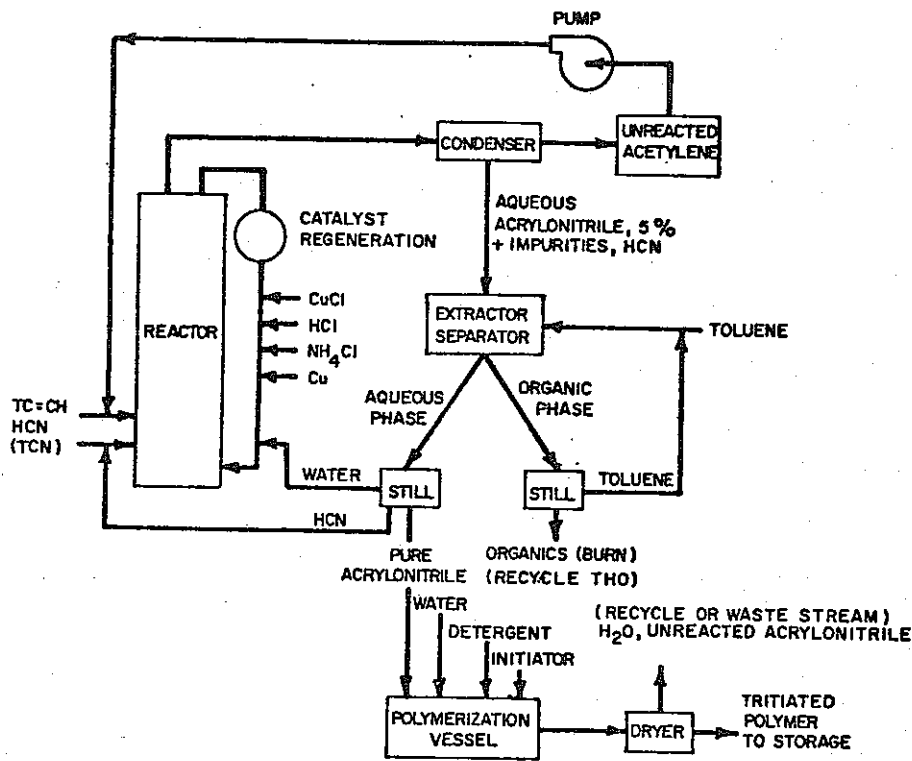 PUMP
CONDENSER
UNREACTED
ACETYLENE
AQUEOUS
ACRYLONITRILE, 5%
+ IMPURITIES, HCN
CATALYST
REGENERATION
CuCl
HCl
NH4Cl
Cu
REACTOR
EXTRACTOR
SEPARATOR
TOLUENE
TC=CH
HCN
(TCN)
AQUEOUS
PHASE
ORGANIC
PHASE
WATER
STILL
STILL
TOLUENE
HCN
PURE
ACRYLONITRILE
ORGANICS (BURN)
(RECYCLE THO)
WATER
DETERGENT
INITIATOR
(RECYCLE OR WASTE STREAM)
H2O, UNREACTED ACRYLONITRILE
POLYMERIZATION
VESSEL
DRYER
TRITIATED
POLYMER
TO STORAGE